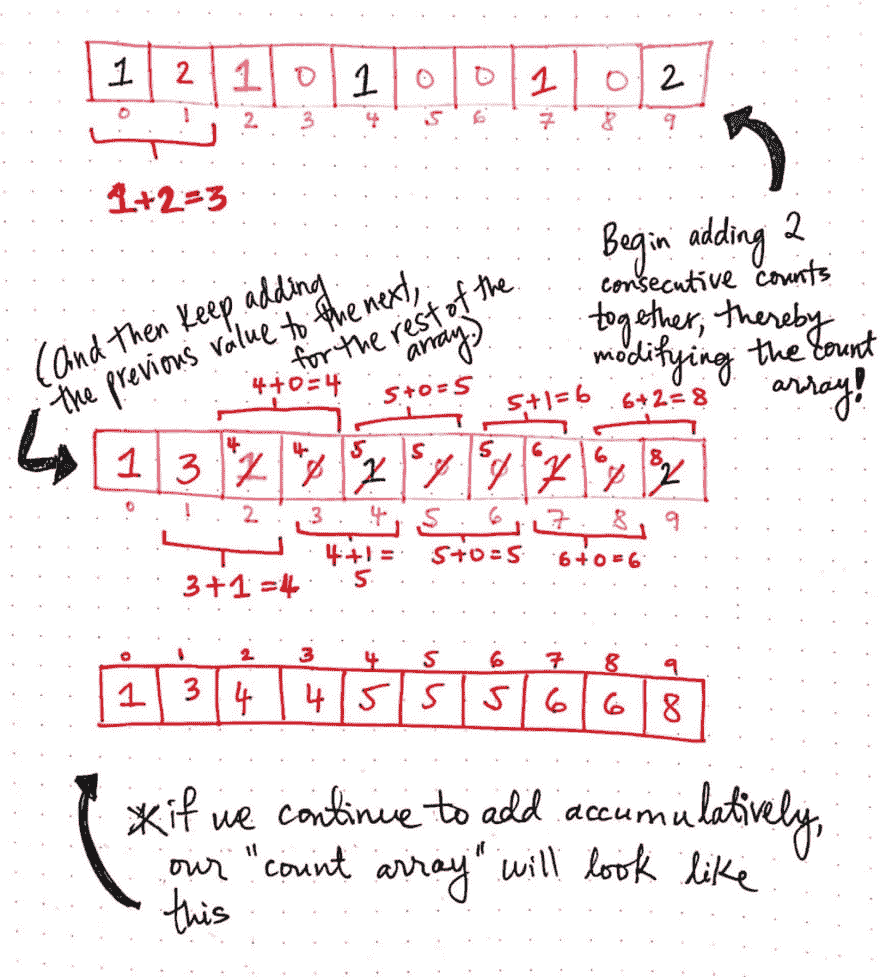 1 2 1 0 1 0 0 1 0 2
0 1 2 3 4 5 6 7 8 9
1+2=3
Begin adding 2
consecutive counts
together, thereby
modifying the count
array!
(And then keep adding
the previous value to the next,
for the rest of the
array.)
4+0=4 5+0=5 5+1=6 6+2=8
4 4 5 5 5 6 6 8
1 3 2 0 2 0 0 2 0 2
0 1 2 3 4 5 6 7 8 9
3+1=4
4+1=
5
5+0=5 6+0=6
0 1 2 3 4 5 6 7 8 9
1 3 4 4 5 5 5 6 6 8
*if we continue to add accumulatively,
our "count array" will look like
this